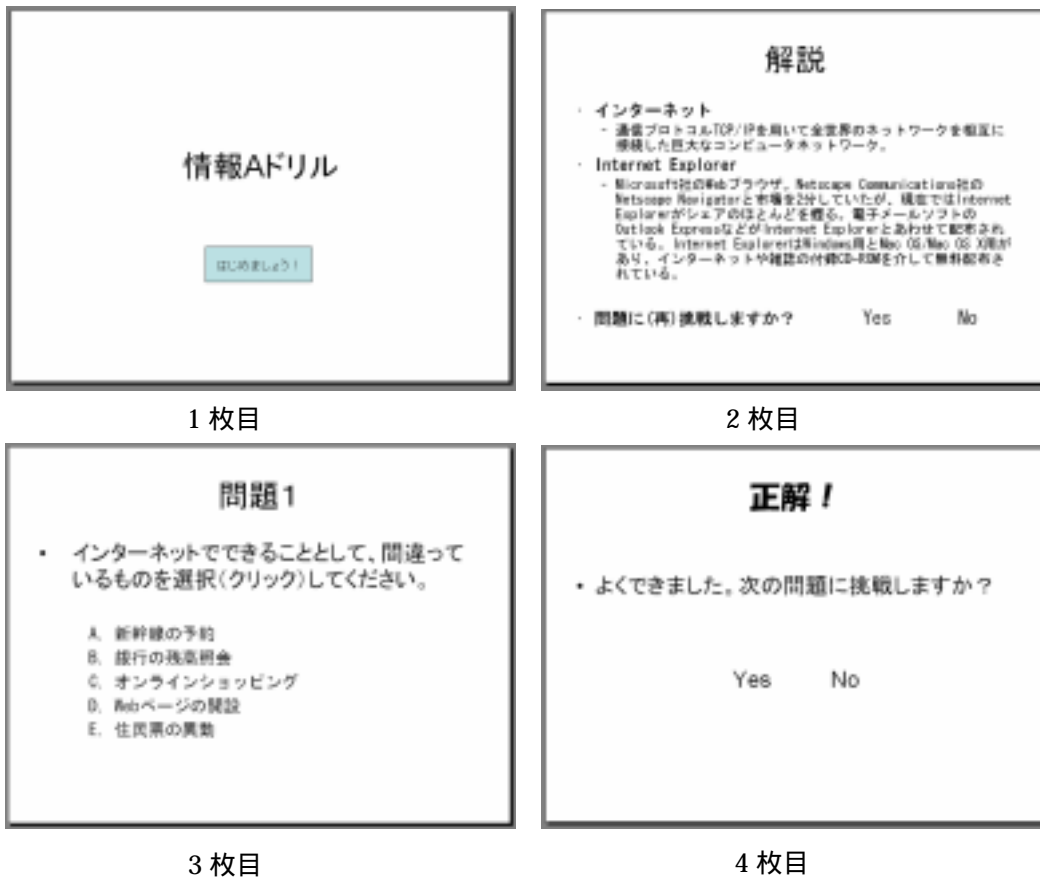 情報Aドリル
はじめましょう！
1 枚目
解説
・ インターネット
- 通信プロトコルTCP/IPを用いて全世界のネットワークを相互に
接続した巨大なコンピュータネットワーク。
・ Internet Explorer
- Microsoft社のWebブラウザ。Netscape Communications社の
Netscape Navigatorと市場を2分していたが、現在ではInternet
Explorerがシェアのほとんどを握る。電子メールソフトの
Outlook ExpressなどがInternet Explorerとあわせて配布され
ている。Internet ExplorerはWindows用とMac OS/Mac OS X用が
あり、インターネットや雑誌の付録CD-ROMを介して無料配布さ
れている。
・ 問題に(再)挑戦しますか？ Yes No
2 枚目
問題1
• インターネットでできることとして、間違って
いるものを選択(クリック)してください。
A. 新幹線の予約
B. 銀行の残高照会
C. オンラインショッピング
D. Webページの開設
E. 住民票の異動
3 枚目
正解！
• よくできました。次の問題に挑戦しますか？
Yes No
4 枚目